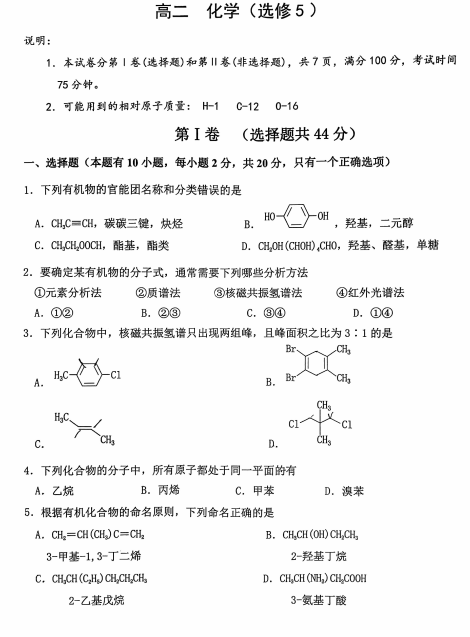 高二 化学（选修5）
说明：
1．本试卷分第Ⅰ卷(选择题)和第Ⅱ卷(非选择题)，共7页，满分100分，考试时间
75分钟。
2．可能用到的相对原子质量： H-1 C-12 O-16
第Ⅰ卷 （选择题共44分）
一、选择题（本题有10小题，每小题2分，共20分，只有一个正确选项）
1．下列有机物的官能团名称和分类错误的是
A．CH₃C≡CH，碳碳三键，炔烃 B．HO- -OH，羟基，二元醇
C．CH₃CH₂OOCH，酯基，酯类 D．CH₂OH(CHOH)₄CHO，羟基、醛基，单糖
2．要确定某有机物的分子式，通常需要下列哪些分析方法
①元素分析法 ②质谱法 ③核磁共振氢谱法 ④红外光谱法
A．①② B．②③ C．③④ D．①④
3．下列化合物中，核磁共振氢谱只出现两组峰，且峰面积之比为3∶1的是
A．H₃C- -Cl B．Br Br CH₃ CH₃
C．H₃C CH₃ D．Cl CH₃ CH₃ Cl
4．下列化合物的分子中，所有原子都处于同一平面的有
A．乙烷 B．丙烯 C．甲苯 D．溴苯
5．根据有机化合物的命名原则，下列命名正确的是
A．CH₂=CH(CH₃)C=CH₂ B．CH₃CH(OH)CH₂CH₃
3-甲基-1,3-丁二烯 2-羟基丁烷
C．CH₃CH(C₂H₅)CH₂CH₂CH₃ D．CH₃CH(NH₂)CH₂COOH
2-乙基戊烷 3-氨基丁酸